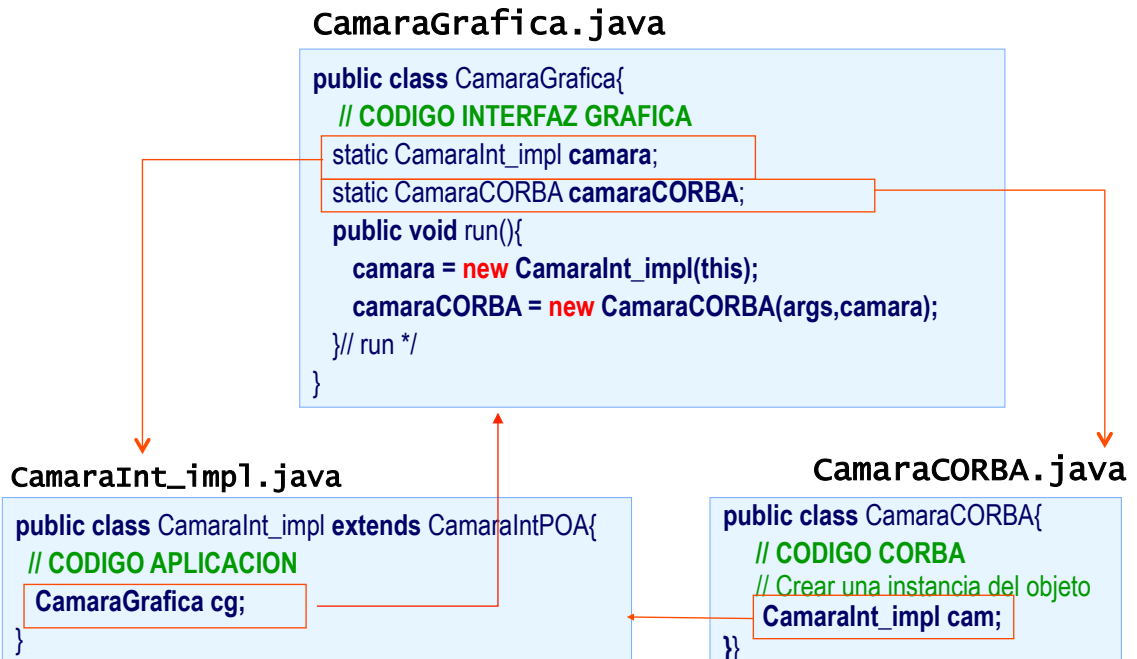 CamaraGrafica.java
public class CamaraGrafica{
// CODIGO INTERFAZ GRAFICA
static CamaraInt_impl camara;
static CamaraCORBA camaraCORBA;
public void run(){
camara = new CamaraInt_impl(this);
camaraCORBA = new CamaraCORBA(args,camara);
}// run */
}
CamaraInt_impl.java
public class CamaraInt_impl extends CamaraIntPOA{
// CODIGO APLICACION
CamaraGrafica cg;
}
CamaraCORBA.java
public class CamaraCORBA{
// CODIGO CORBA
// Crear una instancia del objeto
CamaraInt_impl cam;
}}